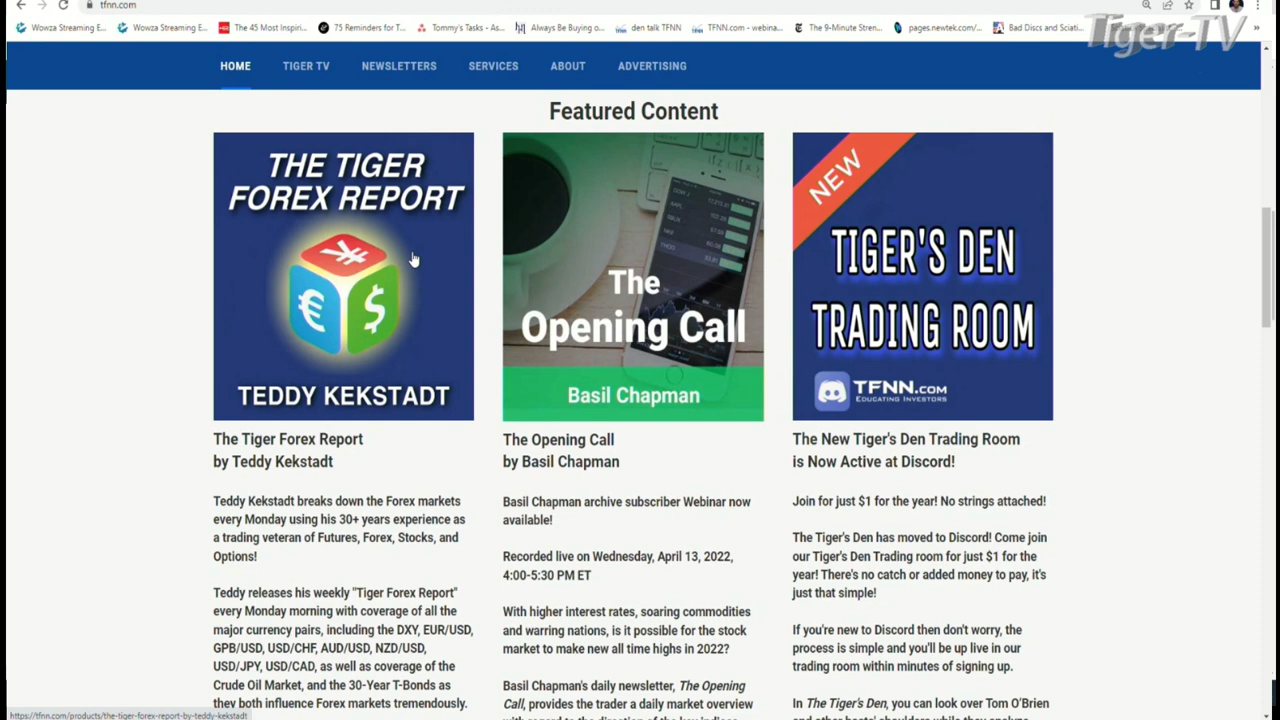 tfnn.com
Wowza Streaming E...
Wowza Streaming E...
The 45 Most Inspiri...
75 Reminders for T...
Tommy's Tasks - As...
Always Be Buying o...
den talk TFNN
TFNN.com - webina...
The 9-Minute Stren...
pages.newtek.com/...
Bad Discs and Sciati...
Tiger-TV
HOME
TIGER TV
NEWSLETTERS
SERVICES
ABOUT
ADVERTISING
Featured Content
THE TIGER
FOREX REPORT
TEDDY KEKSTADT
The Tiger Forex Report
by Teddy Kekstadt
Teddy Kekstadt breaks down the Forex markets
every Monday using his 30+ years experience as
a trading veteran of Futures, Forex, Stocks, and
Options!
Teddy releases his weekly "Tiger Forex Report"
every Monday morning with coverage of all the
major currency pairs, including the DXY, EUR/USD,
GPB/USD, USD/CHF, AUD/USD, NZD/USD,
USD/JPY, USD/CAD, as well as coverage of the
Crude Oil Market, and the 30-Year T-Bonds as
they both influence Forex markets tremendously.
The
Opening Call
Basil Chapman
The Opening Call
by Basil Chapman
Basil Chapman archive subscriber Webinar now
available!
Recorded live on Wednesday, April 13, 2022,
4:00-5:30 PM ET
With higher interest rates, soaring commodities
and warring nations, is it possible for the stock
market to make new all time highs in 2022?
Basil Chapman's daily newsletter, The Opening
Call, provides the trader a daily market overview
NEW
TIGER'S DEN
TRADING ROOM
TFNN.COM
EDUCATING INVESTORS
The New Tiger's Den Trading Room
is Now Active at Discord!
Join for just $1 for the year! No strings attached!
The Tiger's Den has moved to Discord! Come join
our Tiger's Den Trading room for just $1 for the
year! There's no catch or added money to pay, it's
just that simple!
If you're new to Discord then don't worry, the
process is simple and you'll be up live in our
trading room within minutes of signing up.
In The Tiger's Den, you can look over Tom O'Brien
https://tfnn.com/products/the-tiger-forex-report-by-teddy-kekstadt